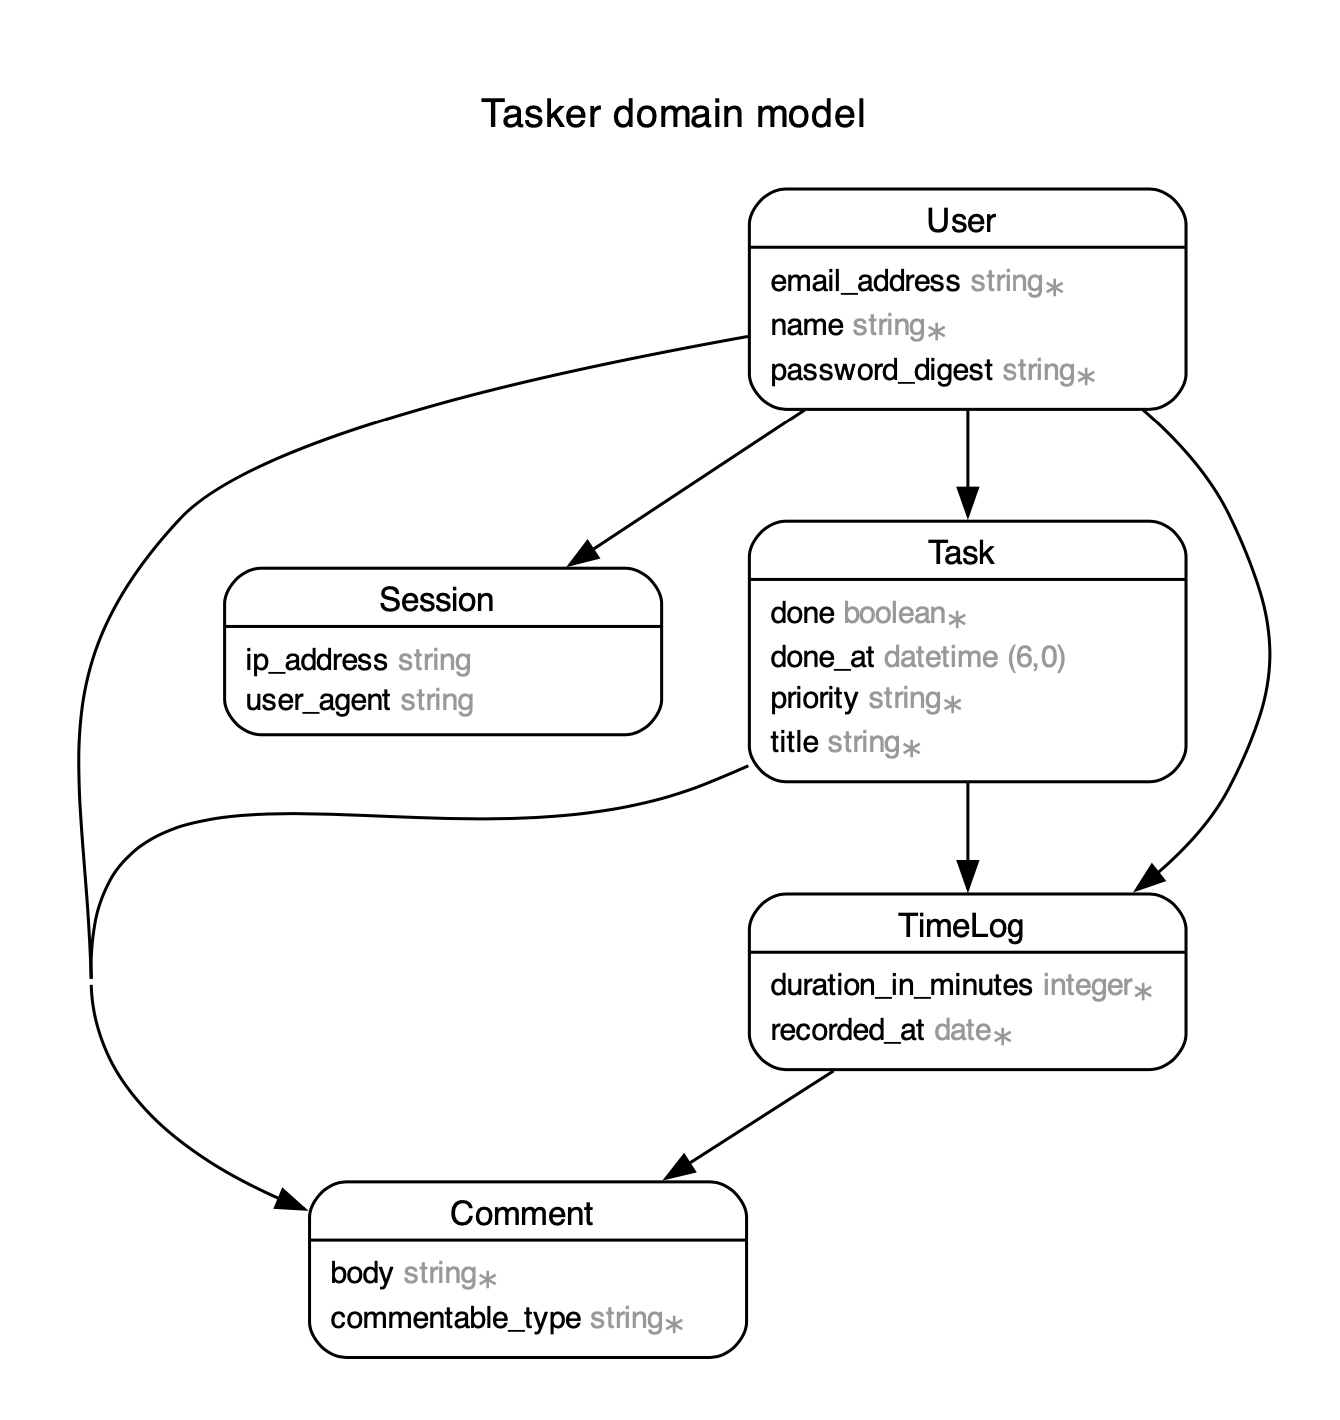 Tasker domain model
User
email_address string*
name string*
password_digest string*
Session
ip_address string
user_agent string
Task
done boolean*
done_at datetime (6,0)
priority string*
title string*
TimeLog
duration_in_minutes integer*
recorded_at date*
Comment
body string*
commentable_type string*